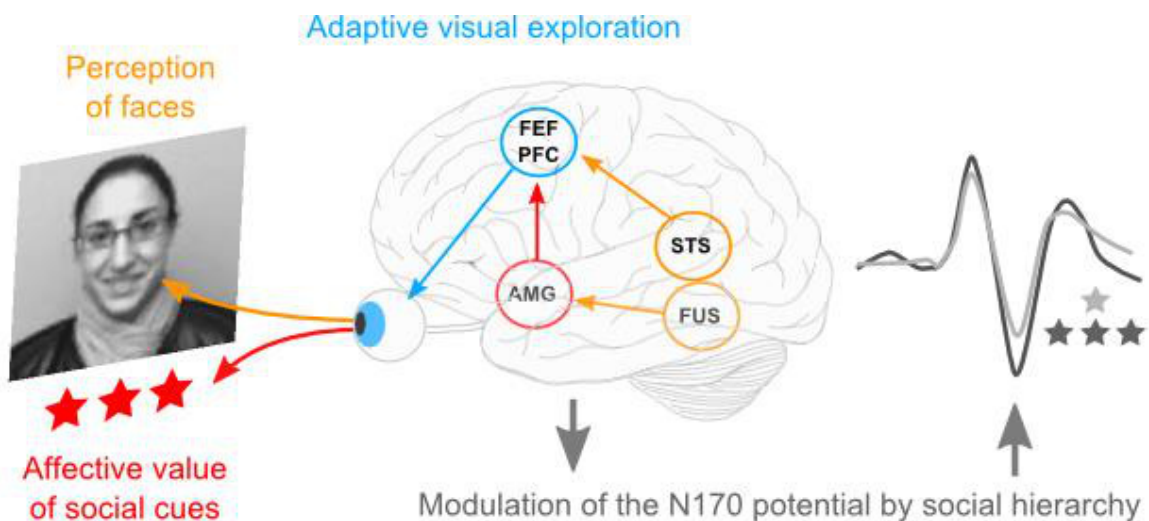 Adaptive visual exploration
Perception
of faces
FEF
PFC
STS
AMG
FUS
Affective value
of social cues
Modulation of the N170 potential by social hierarchy